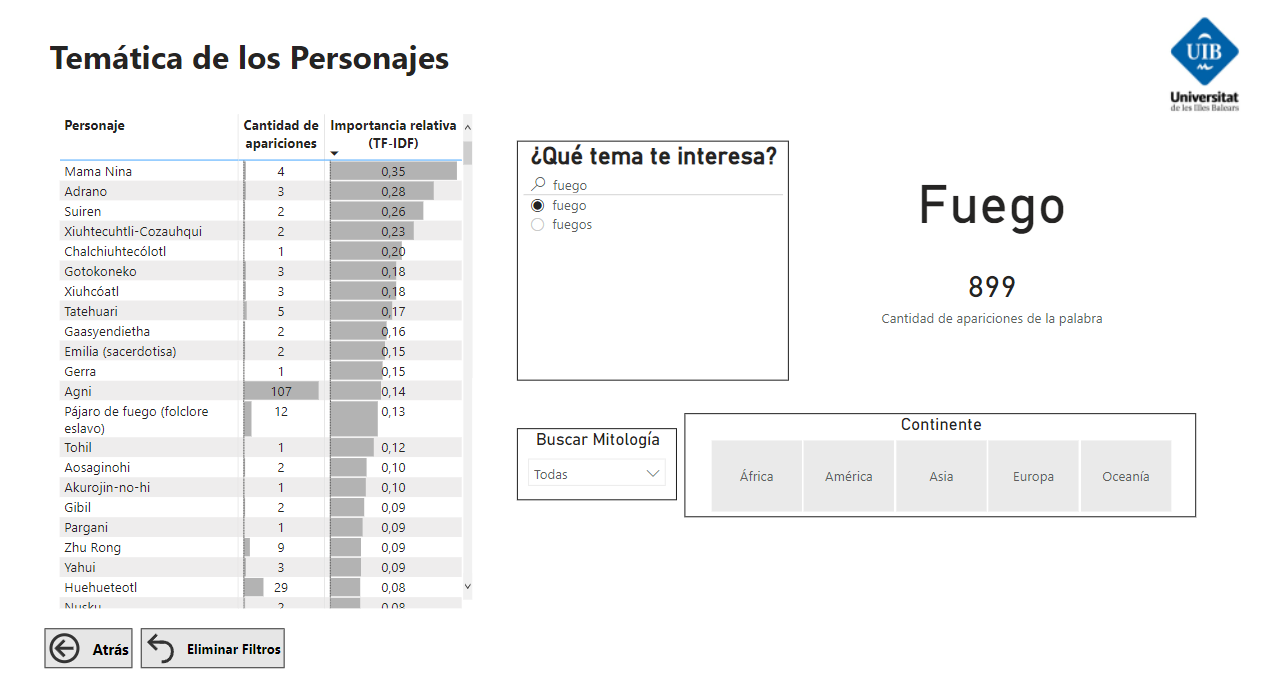 Temática de los Personajes
UIB
Universitat
de les Illes Balears
Personaje Cantidad de apariciones Importancia relativa (TF-IDF)
Mama Nina 4 0,35
Adrano 3 0,28
Suiren 2 0,26
Xiuhtecuhtli-Cozauhqui 2 0,23
Chalchiuhtecólotl 1 0,20
Gotokoneko 3 0,18
Xiuhcóatl 3 0,18
Tatehuari 5 0,17
Gaasyendietha 2 0,16
Emilia (sacerdotisa) 2 0,15
Gerra 1 0,15
Agni 107 0,14
Pájaro de fuego (folclore eslavo) 12 0,13
Tohil 1 0,12
Aosaginohi 2 0,10
Akurojin-no-hi 1 0,10
Gibil 2 0,09
Pargani 1 0,09
Zhu Rong 9 0,09
Yahui 3 0,09
Huehueteotl 29 0,08
Nusku 2 0,08
¿Qué tema te interesa?
fuego
fuego
fuegos
Fuego
899
Cantidad de apariciones de la palabra
Buscar Mitología
Todas
Continente
África América Asia Europa Oceanía
Atrás Eliminar Filtros